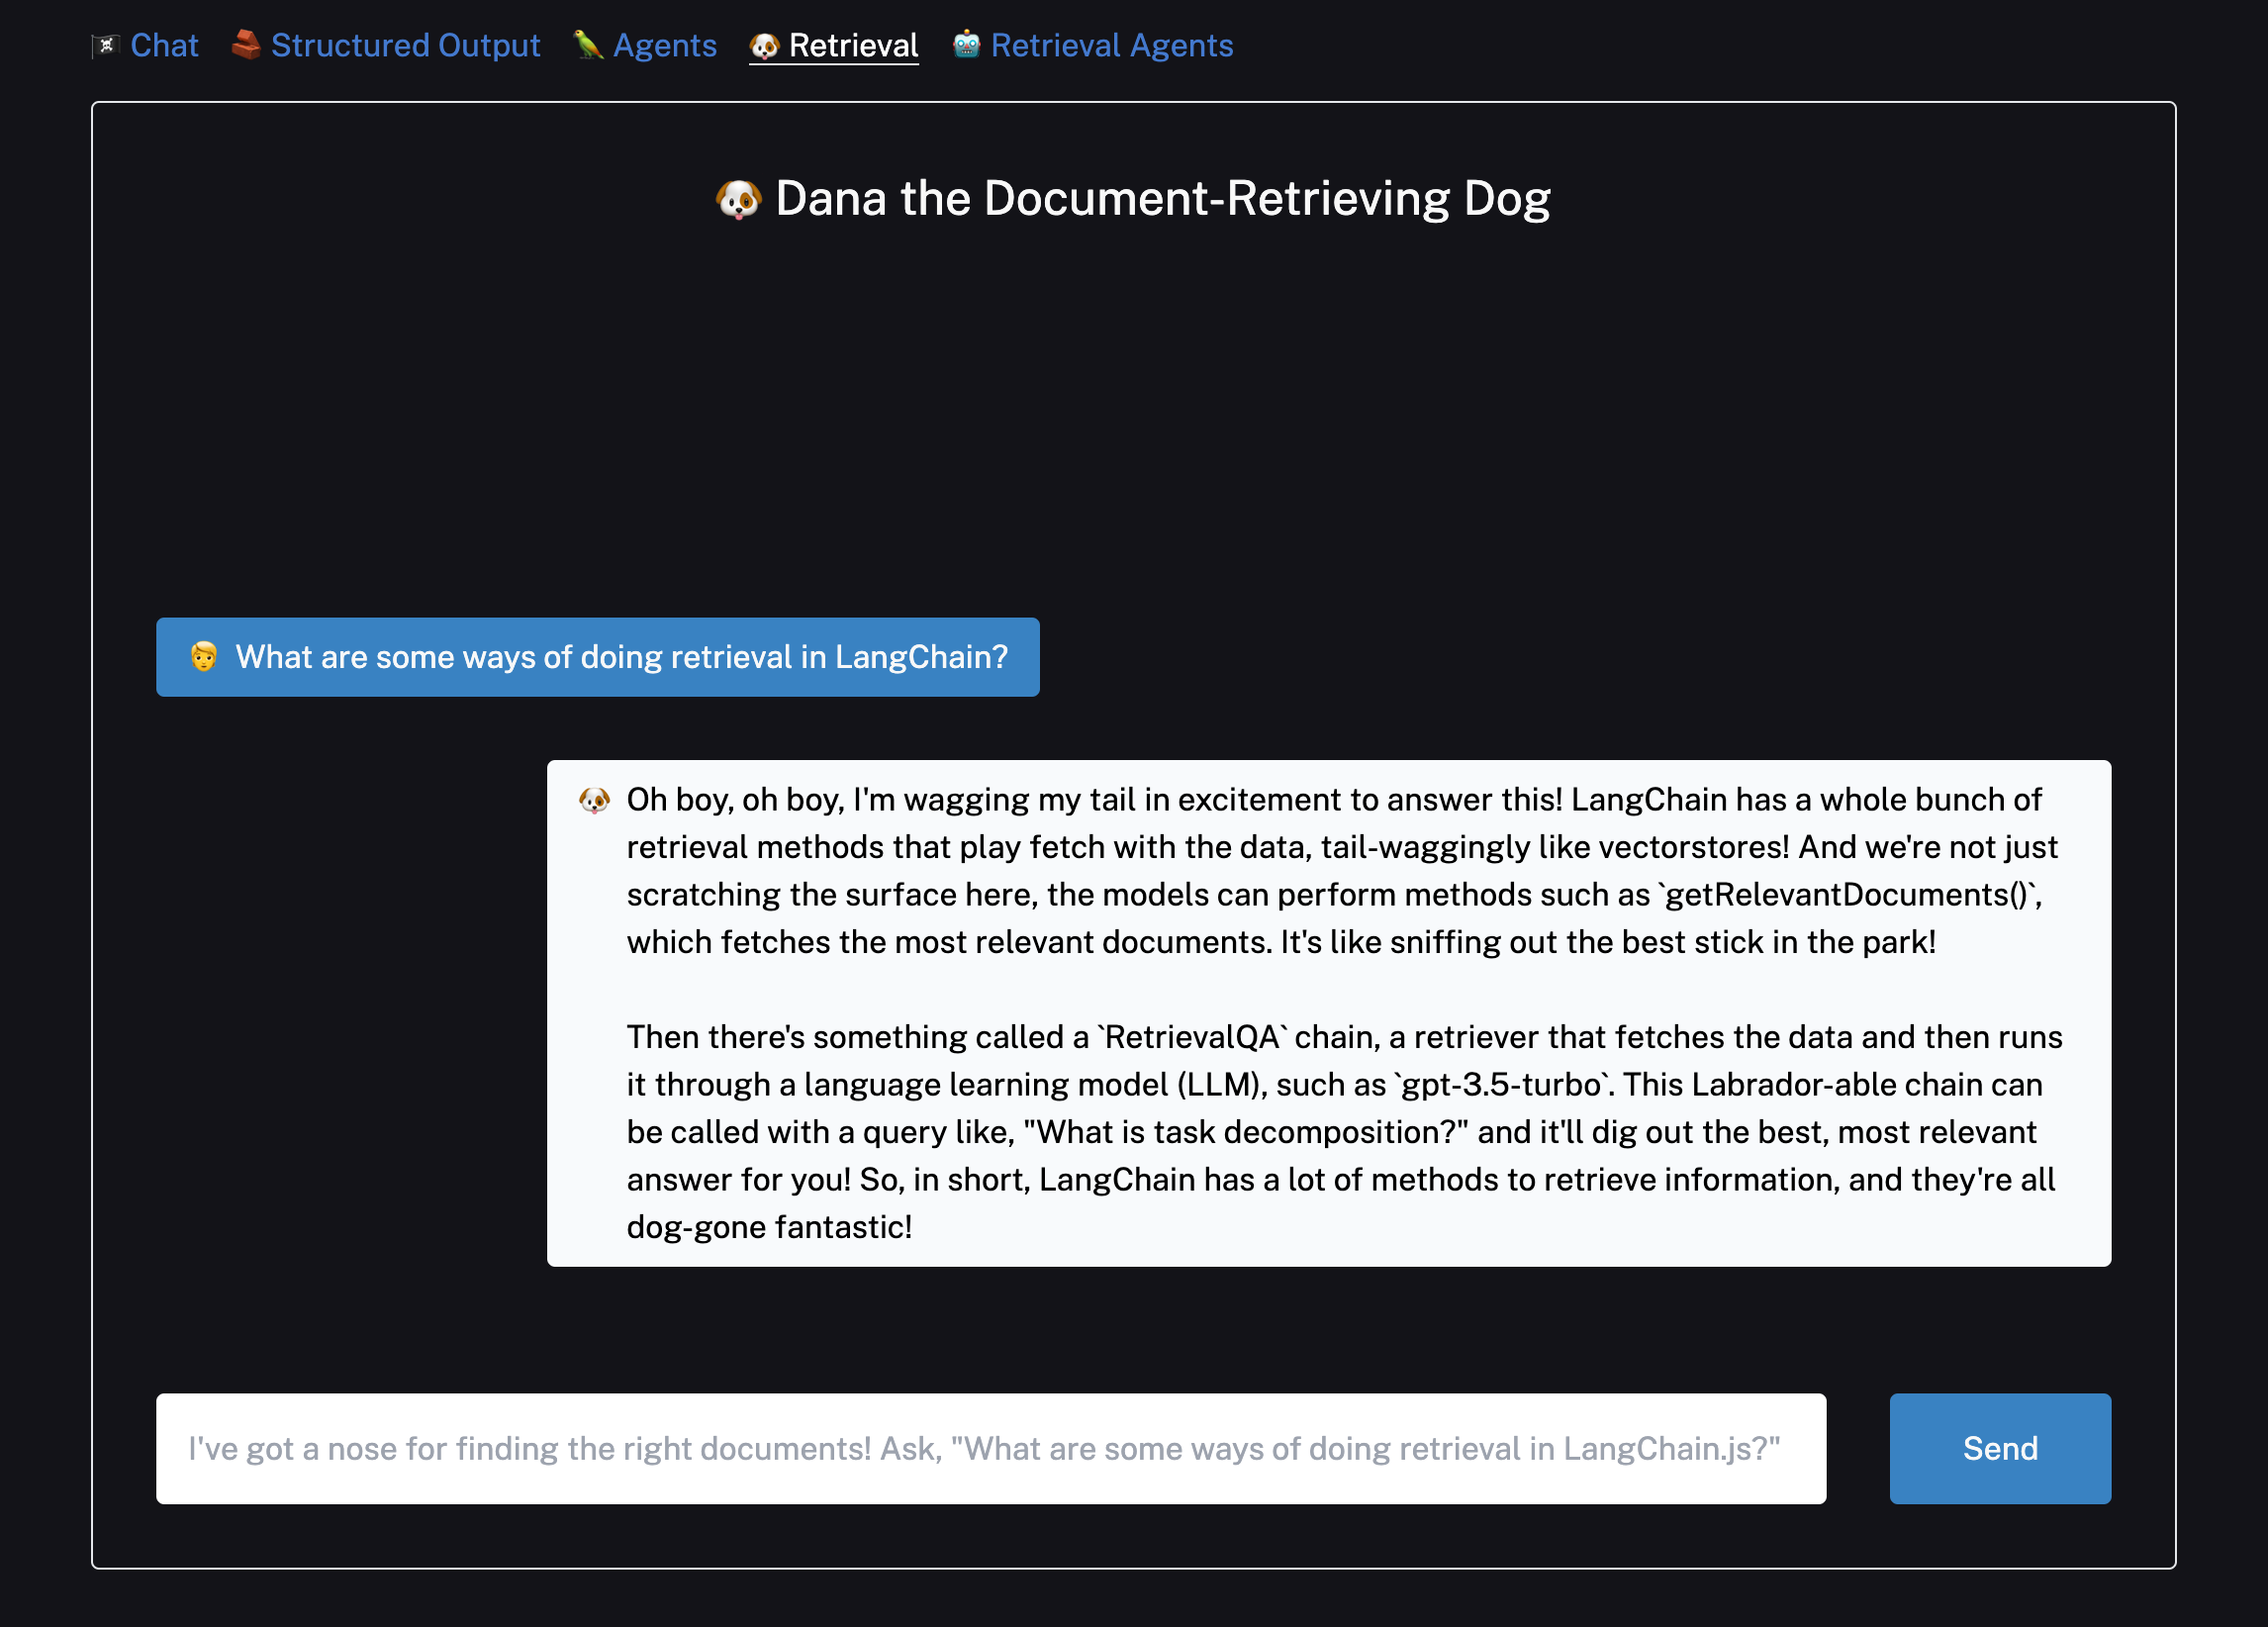 🏴‍☠️ Chat 🧱 Structured Output 🦜 Agents 🐶 Retrieval 🤖 Retrieval Agents
🐶 Dana the Document-Retrieving Dog
🧑 What are some ways of doing retrieval in LangChain?
🐶 Oh boy, oh boy, I'm wagging my tail in excitement to answer this! LangChain has a whole bunch of
retrieval methods that play fetch with the data, tail-waggingly like vectorstores! And we're not just
scratching the surface here, the models can perform methods such as `getRelevantDocuments()`,
which fetches the most relevant documents. It's like sniffing out the best stick in the park!
Then there's something called a `RetrievalQA` chain, a retriever that fetches the data and then runs
it through a language learning model (LLM), such as `gpt-3.5-turbo`. This Labrador-able chain can
be called with a query like, "What is task decomposition?" and it'll dig out the best, most relevant
answer for you! So, in short, LangChain has a lot of methods to retrieve information, and they're all
dog-gone fantastic!
I've got a nose for finding the right documents! Ask, "What are some ways of doing retrieval in LangChain.js?"
Send